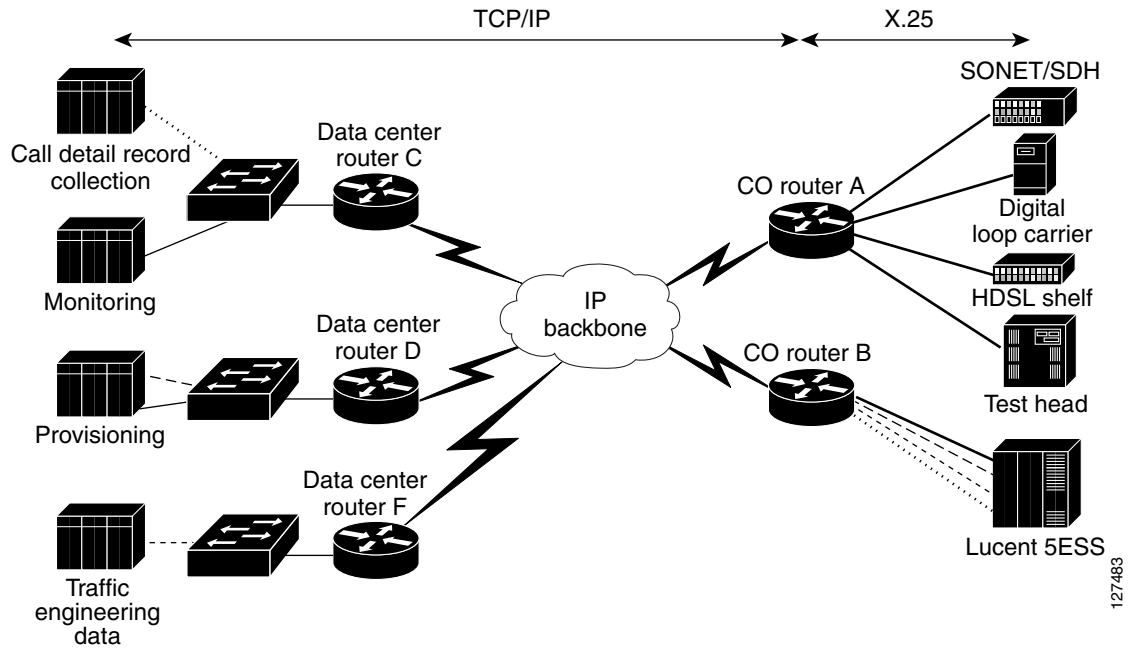 TCP/IP
X.25
SONET/SDH
Data center
router C
Call detail record
collection
CO router A
Digital
loop carrier
Monitoring
HDSL shelf
IP
backbone
Data center
router D
CO router B
Test head
Provisioning
Data center
router F
Lucent 5ESS
Traffic
engineering
data
127483